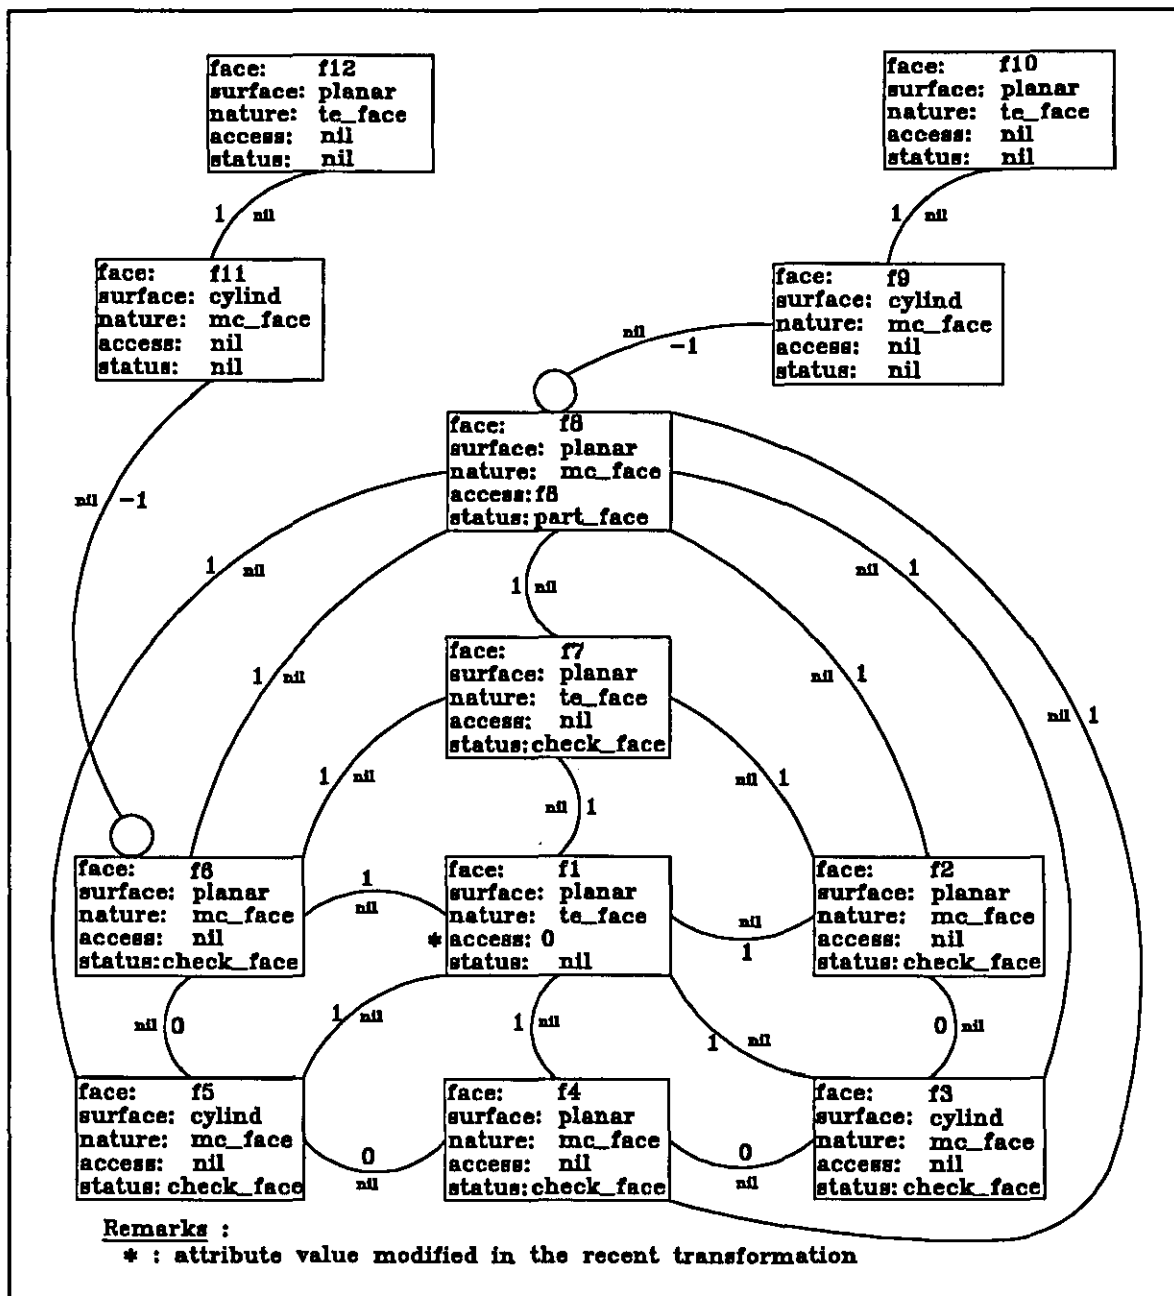 face: f12
surface: planar
nature: te_face
access: nil
status: nil
face: f10
surface: planar
nature: te_face
access: nil
status: nil
1 nil
1 nil
face: f11
surface: cylind
nature: mc_face
access: nil
status: nil
face: f9
surface: cylind
nature: mc_face
access: nil
status: nil
nil
-1
nil -1
face: f8
surface: planar
nature: mc_face
access: f8
status: part_face
1 nil
1 nil
nil 1
1 nil
nil 1
nil 1
face: f7
surface: planar
nature: te_face
access: nil
status: check_face
1 nil
nil 1
nil 1
face: f6
surface: planar
nature: mc_face
access: nil
status: check_face
1
nil
face: f1
surface: planar
nature: te_face
* access: 0
status: nil
nil
1
face: f2
surface: planar
nature: mc_face
access: nil
status: check_face
nil 0
1 nil
1 nil
1 nil
0 nil
face: f5
surface: cylind
nature: mc_face
access: nil
status: check_face
0
nil
face: f4
surface: planar
nature: mc_face
access: nil
status: check_face
0
nil
face: f3
surface: cylind
nature: mc_face
access: nil
status: check_face
Remarks :
* : attribute value modified in the recent transformation